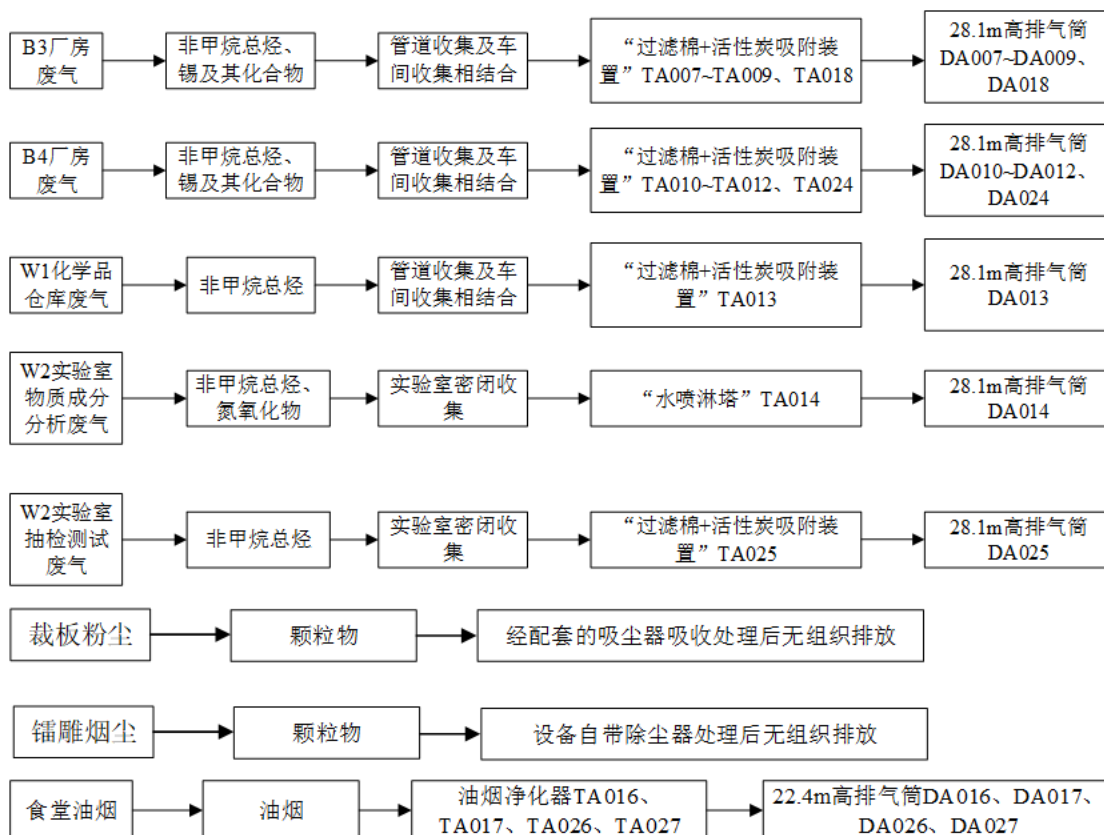 B3厂房
废气
非甲烷总烃、
锡及其化合物
管道收集及车
间收集相结合
“过滤棉+活性炭吸附装
置”TA007~TA009、TA018
28.1m高排气筒
DA007~DA009、
DA018
B4厂房
废气
非甲烷总烃、
锡及其化合物
管道收集及车
间收集相结合
“过滤棉+活性炭吸附装
置”TA010~TA012、TA024
28.1m高排气筒
DA010~DA012、
DA024
W1化学品
仓库废气
非甲烷总烃
管道收集及车
间收集相结合
“过滤棉+活性炭吸附装
置”TA013
28.1m高排气筒
DA013
W2实验室
物质成分
分析废气
非甲烷总烃、
氮氧化物
实验室密闭收
集
“水喷淋塔”TA014
28.1m高排气筒
DA014
W2实验室
抽检测试
废气
非甲烷总烃
实验室密闭收
集
“过滤棉+活性炭吸附装
置”TA025
28.1m高排气筒
DA025
裁板粉尘
颗粒物
经配套的吸尘器吸收处理后无组织排放
镭雕烟尘
颗粒物
设备自带除尘器处理后无组织排放
食堂油烟
油烟
油烟净化器TA016、
TA017、TA026、TA027
22.4m高排气筒DA016、DA017、
DA026、DA027